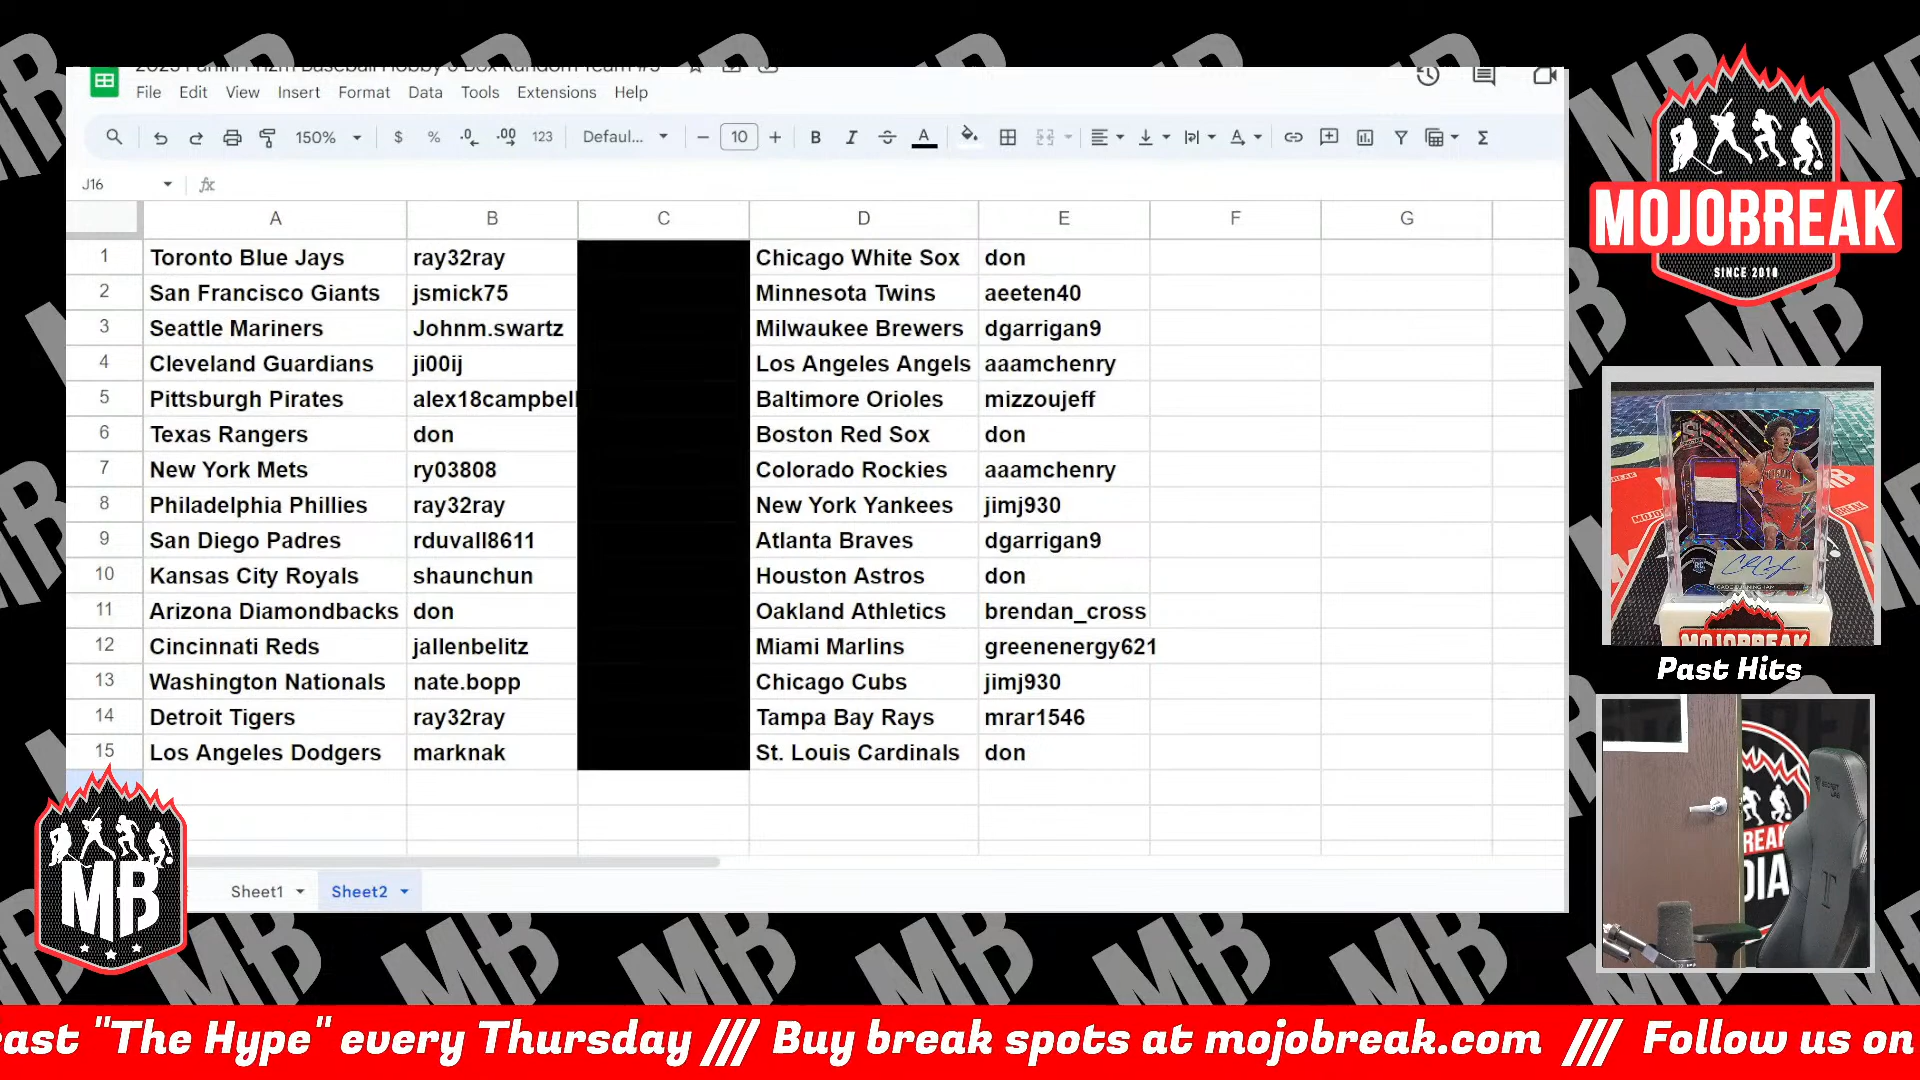 File Edit View Insert Format Data Tools Extensions Help
150% $ % .0 .00 123 Defaul... 10 B I A Σ
J16 fx
A B C D E F G
1 Toronto Blue Jays ray32ray Chicago White Sox don
2 San Francisco Giants jsmick75 Minnesota Twins aeeten40
3 Seattle Mariners Johnm.swartz Milwaukee Brewers dgarrigan9
4 Cleveland Guardians ji00ij Los Angeles Angels aaamchenry
5 Pittsburgh Pirates alex18campbell Baltimore Orioles mizzoujeff
6 Texas Rangers don Boston Red Sox don
7 New York Mets ry03808 Colorado Rockies aaamchenry
8 Philadelphia Phillies ray32ray New York Yankees jimj930
9 San Diego Padres rduvall8611 Atlanta Braves dgarrigan9
10 Kansas City Royals shaunchun Houston Astros don
11 Arizona Diamondbacks don Oakland Athletics brendan_cross
12 Cincinnati Reds jallenbelitz Miami Marlins greenenergy621
13 Washington Nationals nate.bopp Chicago Cubs jimj930
14 Detroit Tigers ray32ray Tampa Bay Rays mrar1546
15 Los Angeles Dodgers marknak St. Louis Cardinals don
Sheet1 Sheet2
MB
MOJOBREAK
SINCE 2010
MOJOBREAK
Past Hits
ast "The Hype" every Thursday /// Buy break spots at mojobreak.com /// Follow us on